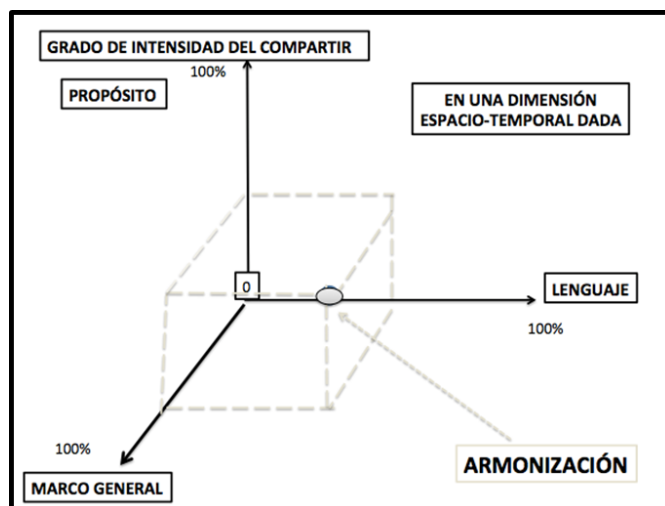 GRADO DE INTENSIDAD DEL COMPARTIR
100%
PROPÓSITO
EN UNA DIMENSIÓN
ESPACIO-TEMPORAL DADA
0
LENGUAJE
100%
100%
ARMONIZACIÓN
MARCO GENERAL